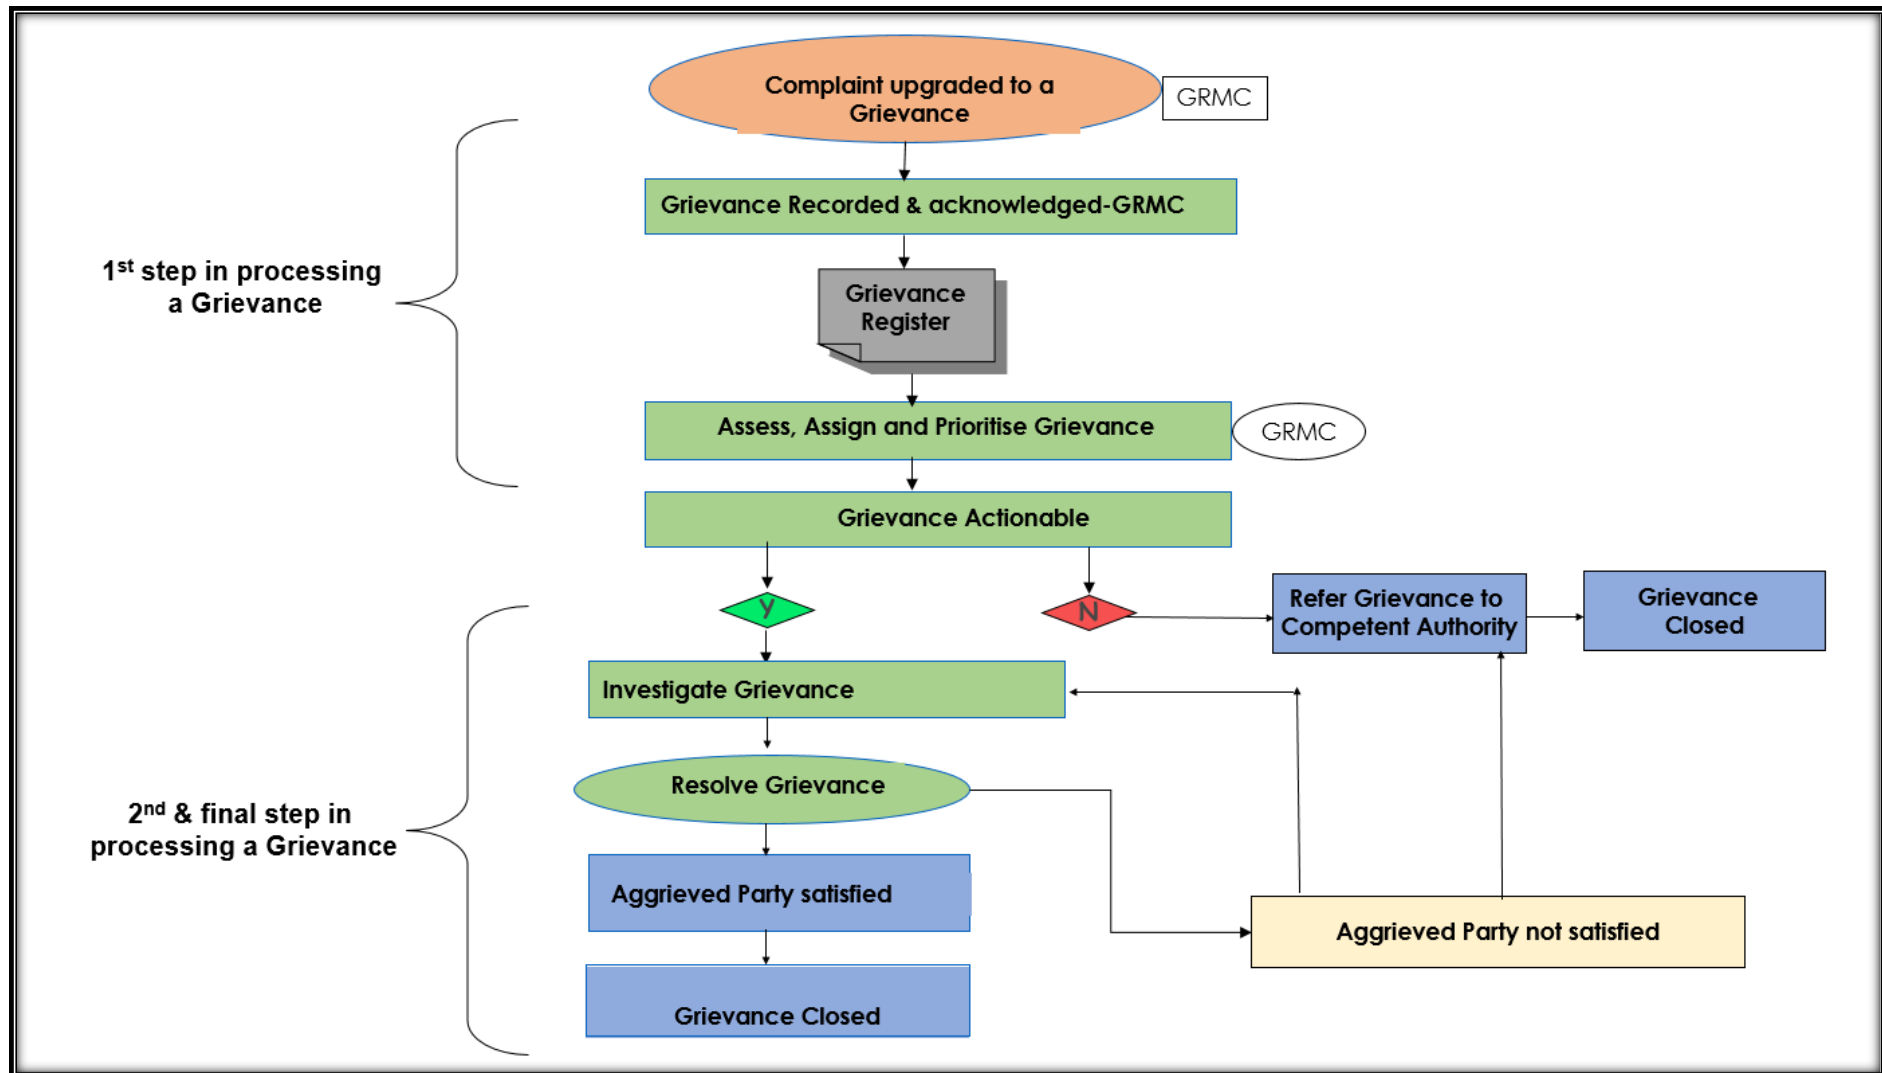 Complaint upgraded to a
Grievance
GRMC
Grievance Recorded & acknowledged-GRMC
1st step in processing
a Grievance
Grievance
Register
Assess, Assign and Prioritise Grievance
GRMC
Grievance Actionable
Y
N
Refer Grievance to
Competent Authority
Grievance
Closed
Investigate Grievance
Resolve Grievance
2nd & final step in
processing a Grievance
Aggrieved Party satisfied
Aggrieved Party not satisfied
Grievance Closed